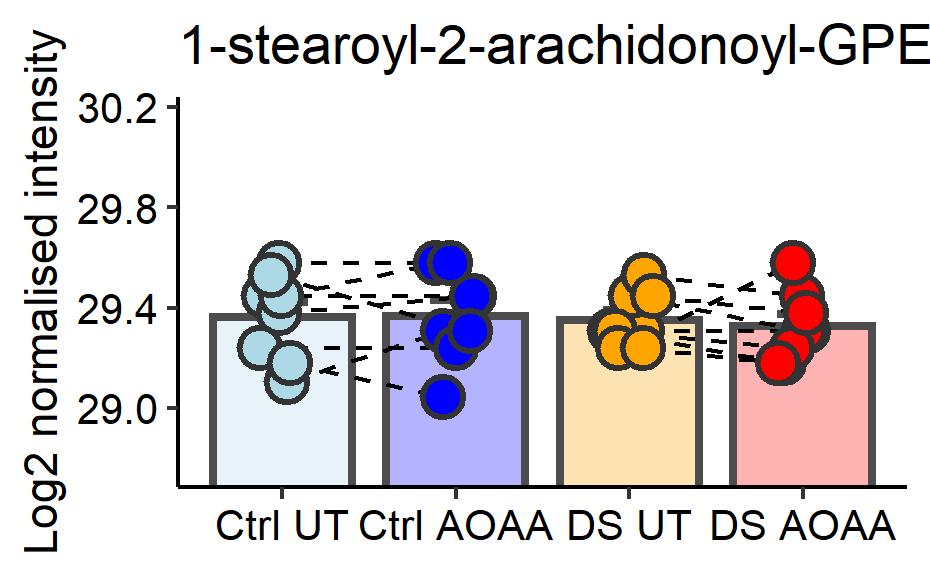 1-stearoyl-2-arachidonoyl-GPE
Log2 normalised intensity
30.2
29.8
29.4
29.0
Ctrl UT Ctrl AOAA DS UT DS AOAA